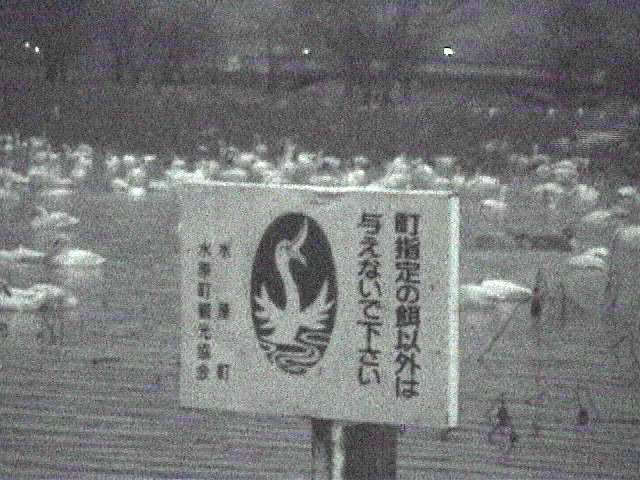 町指定の餌以外は
与えないで下さい
水原町
水原町観光協会